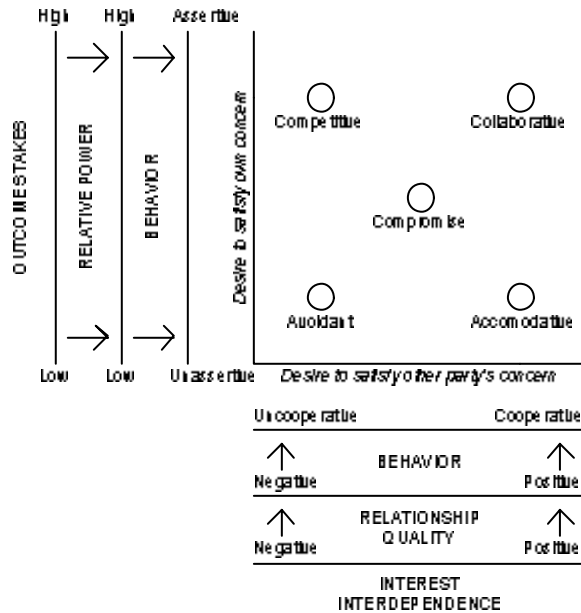 High High Assertive
OUTCOME STAKES
RELATIVE POWER
BEHAVIOR
Desire to satisfy own concern
Competitive Collaborative
Compromise
Avoidant Accomodative
Low Low Unassertive Desire to satisfy other party's concern
Uncooperative Cooperative
BEHAVIOR
Negative Positive
RELATIONSHIP
QUALITY
Negative Positive
INTEREST
INTERDEPENDENCE